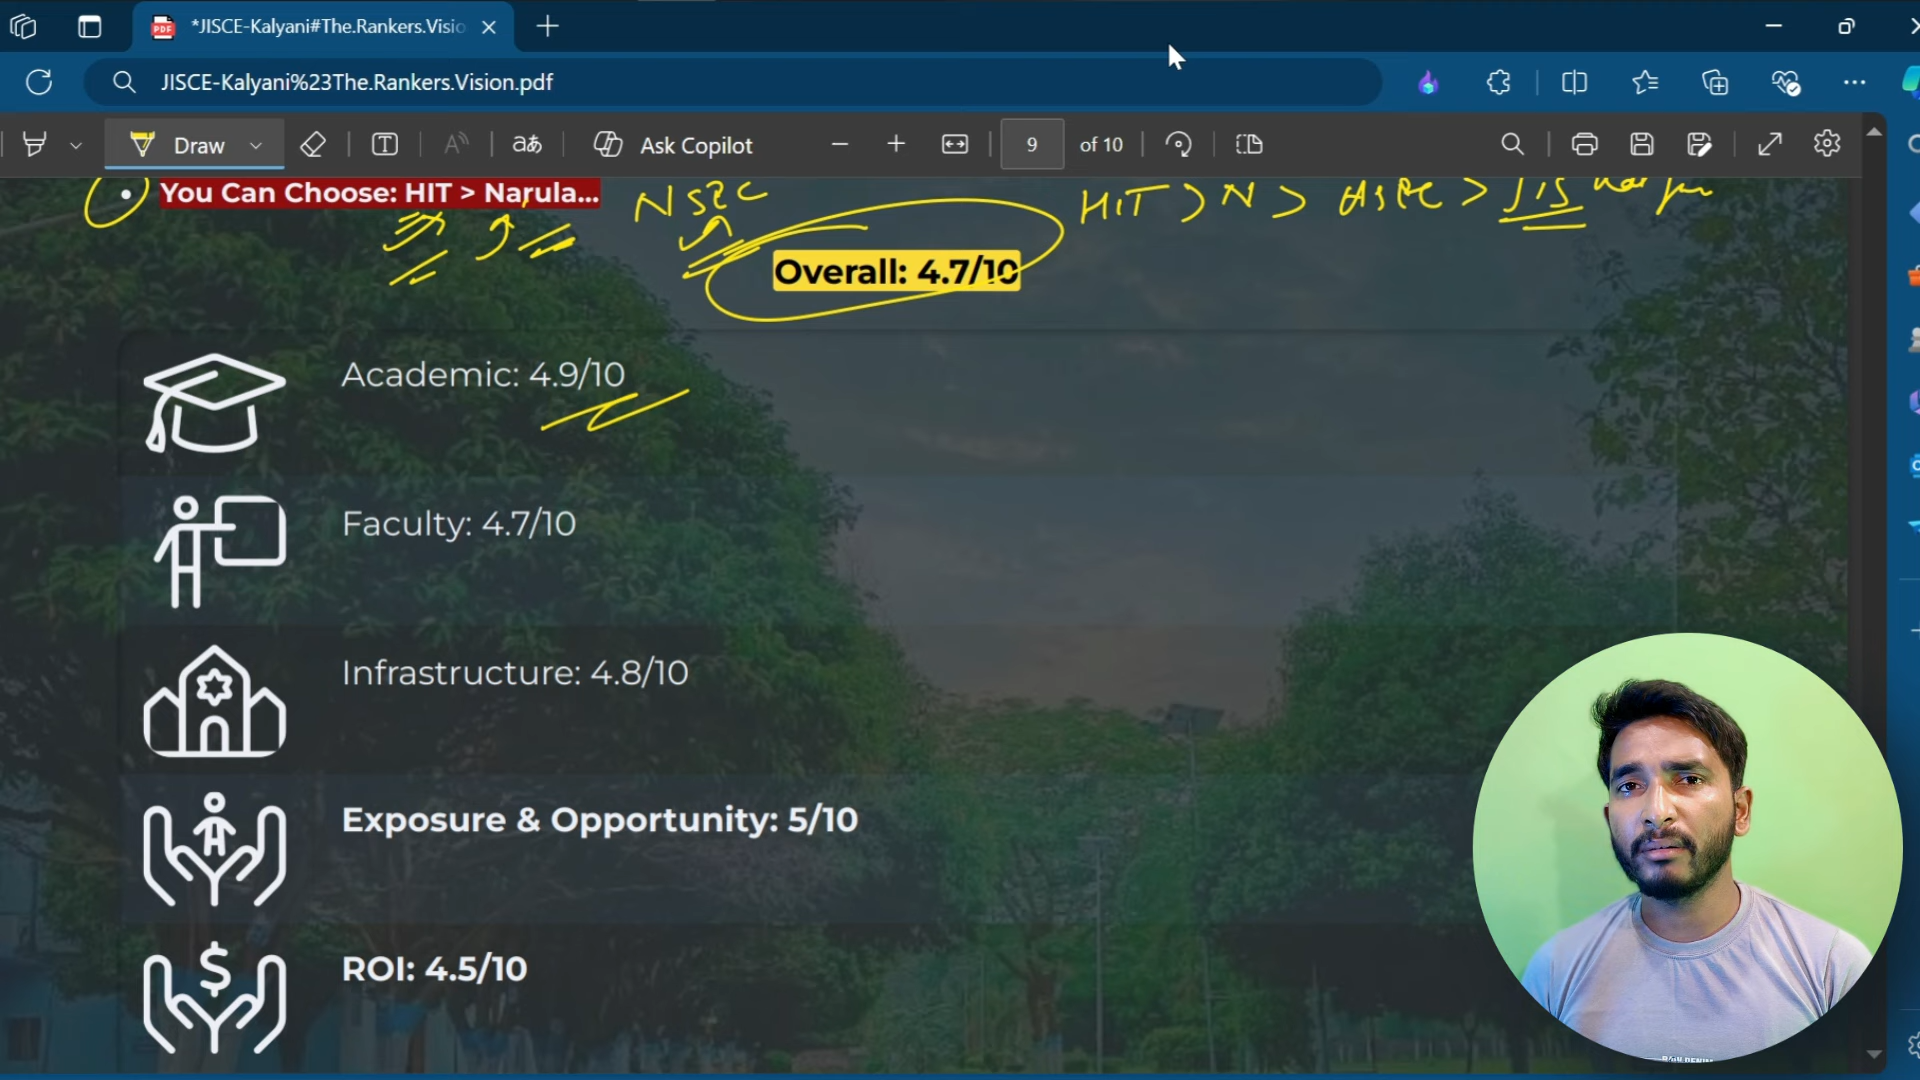 *JISCE-Kalyani#The.Rankers.Visio
JISCE-Kalyani%23The.Rankers.Vision.pdf
Draw
aあ
Ask Copilot
9 of 10
You Can Choose: HIT > Narula...
NSEC
HIT > N >
> JIS
Overall: 4.7/10
Academic: 4.9/10
Faculty: 4.7/10
Infrastructure: 4.8/10
Exposure & Opportunity: 5/10
ROI: 4.5/10